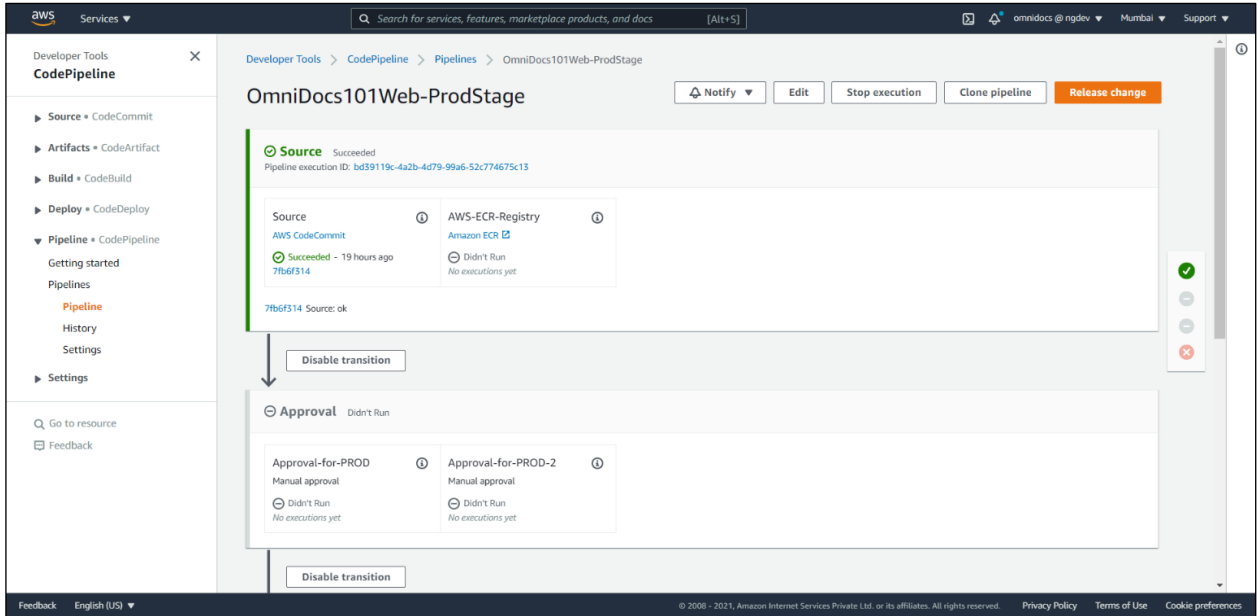 aws Services ▼ Search for services, features, marketplace products, and docs [Alt+S] omnidocs @ ngdev ▼ Mumbai ▼ Support ▼
Developer Tools
CodePipeline
Source • CodeCommit
Artifacts • CodeArtifact
Build • CodeBuild
Deploy • CodeDeploy
Pipeline • CodePipeline
Getting started
Pipelines
Pipeline
History
Settings
Settings
Go to resource
Feedback
Developer Tools > CodePipeline > Pipelines > OmniDocs101Web-ProdStage
OmniDocs101Web-ProdStage
Notify ▼ Edit Stop execution Clone pipeline Release change
Source Succeeded
Pipeline execution ID: bd39119c-4a2b-4d79-99a6-52c774675c13
Source AWS-ECR-Registry
AWS CodeCommit Amazon ECR
Succeeded - 19 hours ago Didn't Run
7fb6f314 No executions yet
7fb6f314 Source: ok
Disable transition
Approval Didn't Run
Approval-for-PROD Approval-for-PROD-2
Manual approval Manual approval
Didn't Run Didn't Run
No executions yet No executions yet
Disable transition
Feedback English (US) ▼ © 2008 - 2021, Amazon Internet Services Private Ltd. or its affiliates. All rights reserved. Privacy Policy Terms of Use Cookie preferences